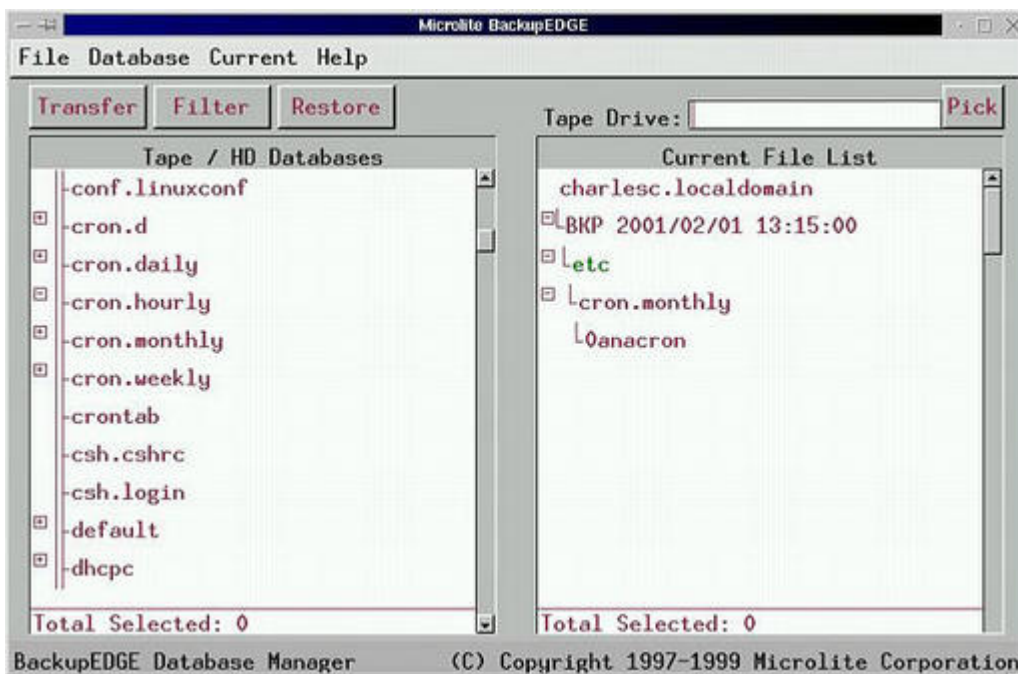 Microlite BackupEDGE
File Database Current Help
Transfer Filter Restore
Tape Drive: Pick
Tape / HD Databases
conf.linuxconf
cron.d
cron.daily
cron.hourly
cron.monthly
cron.weekly
crontab
csh.cshrc
csh.login
default
dhcpc
Total Selected: 0
Current File List
charlesc.localdomain
BKP 2001/02/01 13:15:00
etc
cron.monthly
0anacron
Total Selected: 0
BackupEDGE Database Manager (C) Copyright 1997-1999 Microlite Corporation